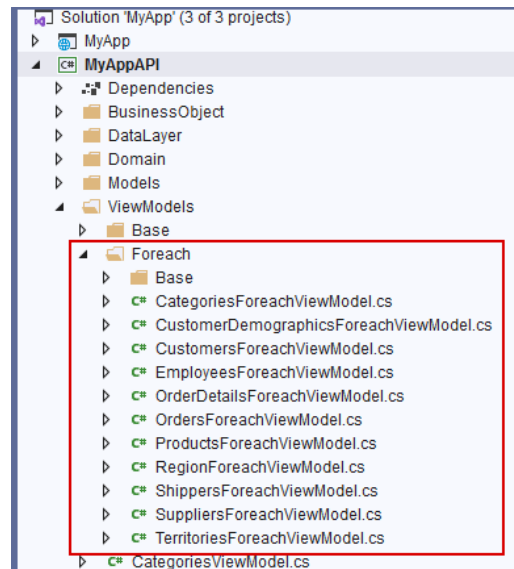 Solution 'MyApp' (3 of 3 projects)
MyApp
C# MyAppAPI
Dependencies
BusinessObject
DataLayer
Domain
Models
ViewModels
Base
Foreach
Base
C# CategoriesForeachViewModel.cs
C# CustomerDemographicsForeachViewModel.cs
C# CustomersForeachViewModel.cs
C# EmployeesForeachViewModel.cs
C# OrderDetailsForeachViewModel.cs
C# OrdersForeachViewModel.cs
C# ProductsForeachViewModel.cs
C# RegionForeachViewModel.cs
C# ShippersForeachViewModel.cs
C# SuppliersForeachViewModel.cs
C# TerritoriesForeachViewModel.cs
C# CategoriesViewModel.cs